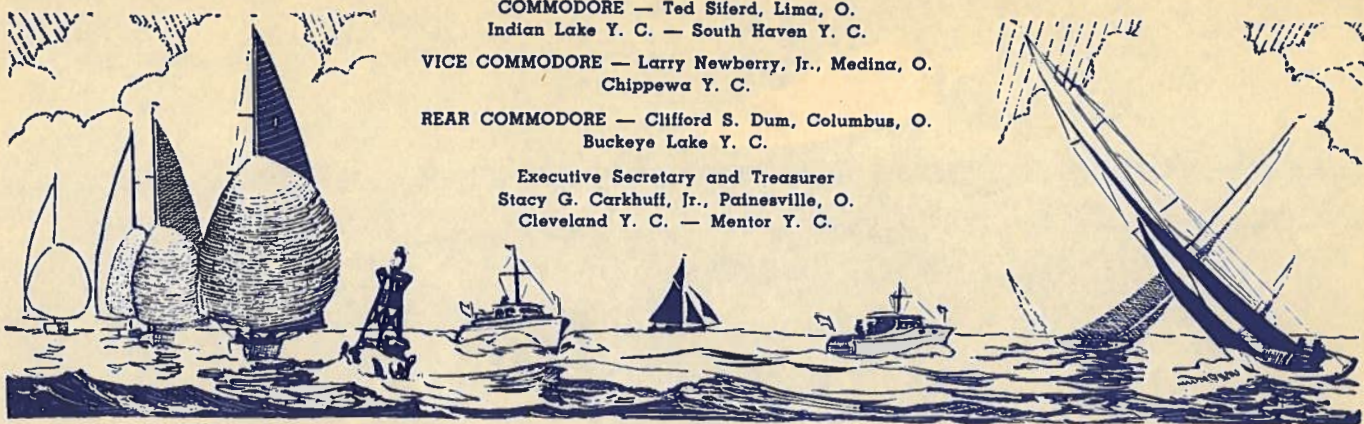 COMMODORE — Ted Siferd, Lima, O.
Indian Lake Y. C. — South Haven Y. C.
VICE COMMODORE — Larry Newberry, Jr., Medina, O.
Chippewa Y. C.
REAR COMMODORE — Clifford S. Dum, Columbus, O.
Buckeye Lake Y. C.
Executive Secretary and Treasurer
Stacy G. Carkhuff, Jr., Painesville, O.
Cleveland Y. C. — Mentor Y. C.